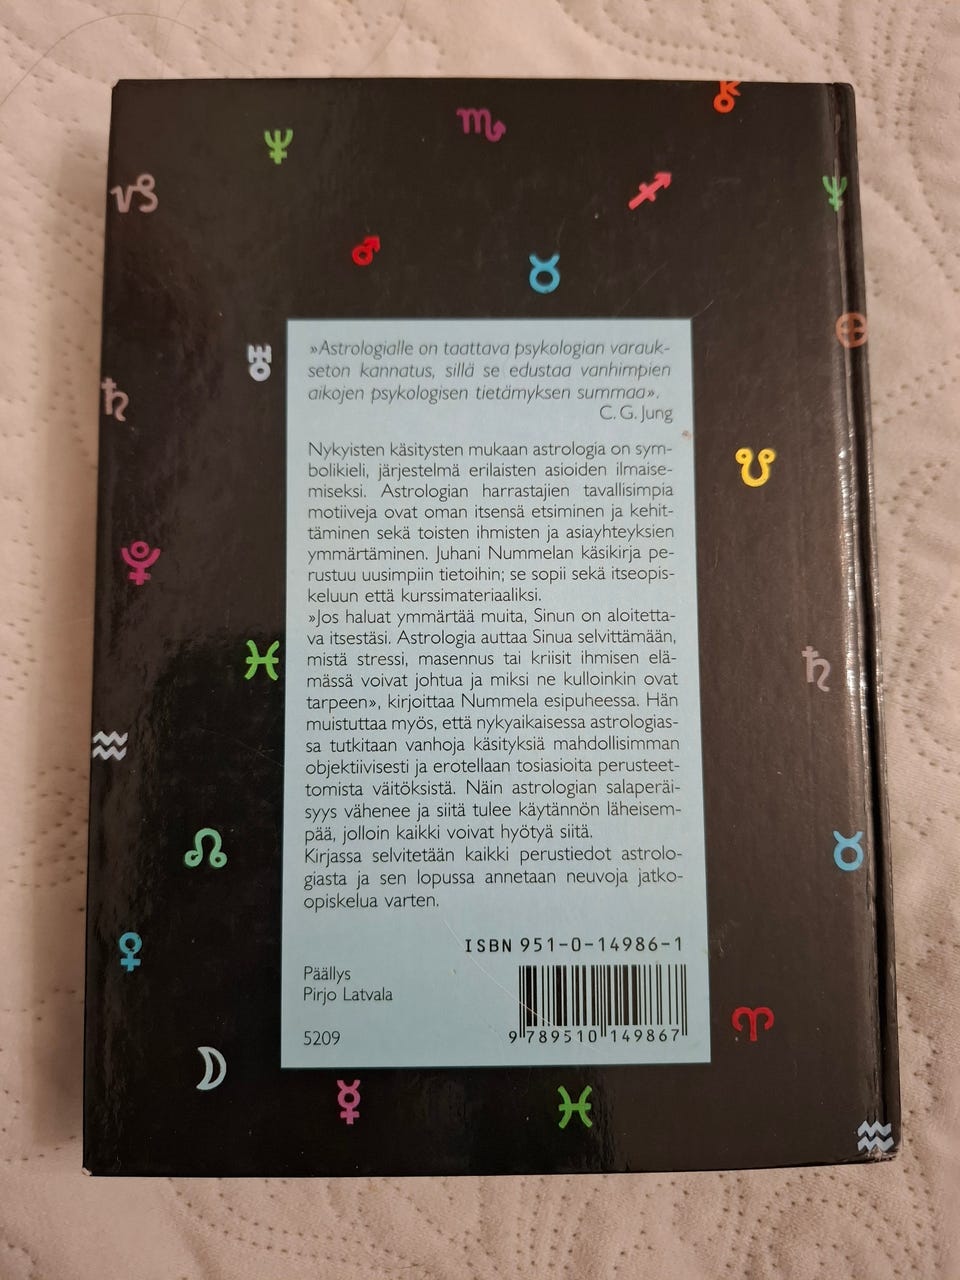 »Astrologialle on taattava psykologian varauk-
seton kannatus, sillä se edustaa vanhimpien
aikojen psykologisen tietämyksen summaa».
C. G. Jung
Nykyisten käsitysten mukaan astrologia on sym-
bolikieli, järjestelmä erilaisten asioiden ilmaise-
miseksi. Astrologian harrastajien tavallisimpia
motiiveja ovat oman itsensä etsiminen ja kehit-
täminen sekä toisten ihmisten ja asiayhteyksien
ymmärtäminen. Juhani Nummelan käsikirja pe-
rustuu uusimpiin tietoihin; se sopii sekä itseopis-
keluun että kurssimateriaaliksi.
»Jos haluat ymmärtää muita, Sinun on aloitetta-
va itsestäsi. Astrologia auttaa Sinua selvittämään,
mistä stressi, masennus tai kriisit ihmisen elä-
mässä voivat johtua ja miksi ne kulloinkin ovat
tarpeen», kirjoittaa Nummela esipuheessa. Hän
muistuttaa myös, että nykyaikaisessa astrologias-
sa tutkitaan vanhoja käsityksiä mahdollisimman
objektiivisesti ja erotellaan tosiasioita perusteet-
tomista väitöksistä. Näin astrologian salaperäi-
syys vähenee ja siitä tulee käytännön läheisem-
pää, jolloin kaikki voivat hyötyä siitä.
Kirjassa selvitetään kaikki perustiedot astrolo-
giasta ja sen lopussa annetaan neuvoja jatko-
opiskelua varten.
ISBN 951-0-14986-1
Päällys
Pirjo Latvala
5209
9 789510 149867